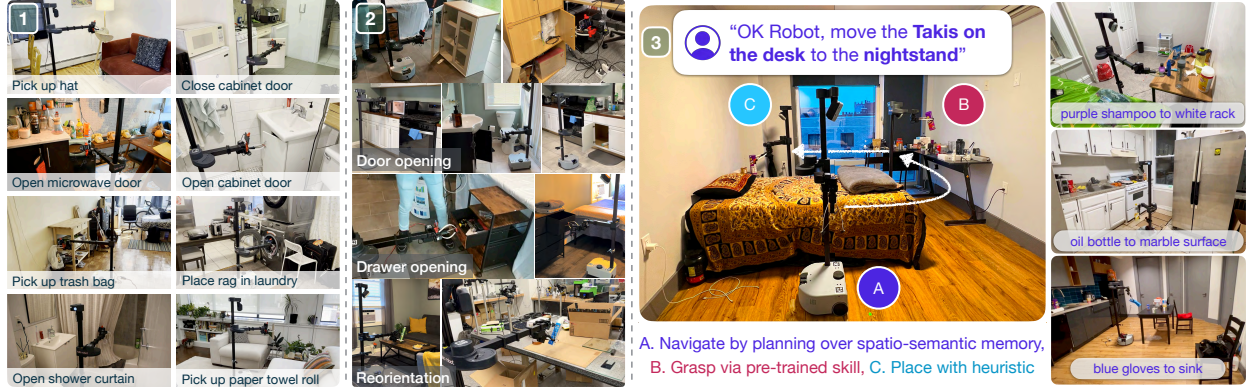 1
Pick up hat
Close cabinet door
Open microwave door
Open cabinet door
Pick up trash bag
Place rag in laundry
Open shower curtain
Pick up paper towel roll
2
Door opening
Drawer opening
Reorientation
3
“OK Robot, move the Takis on
the desk to the nightstand”
C
B
A
A. Navigate by planning over spatio-semantic memory,
B. Grasp via pre-trained skill, C. Place with heuristic
purple shampoo to white rack
oil bottle to marble surface
blue gloves to sink